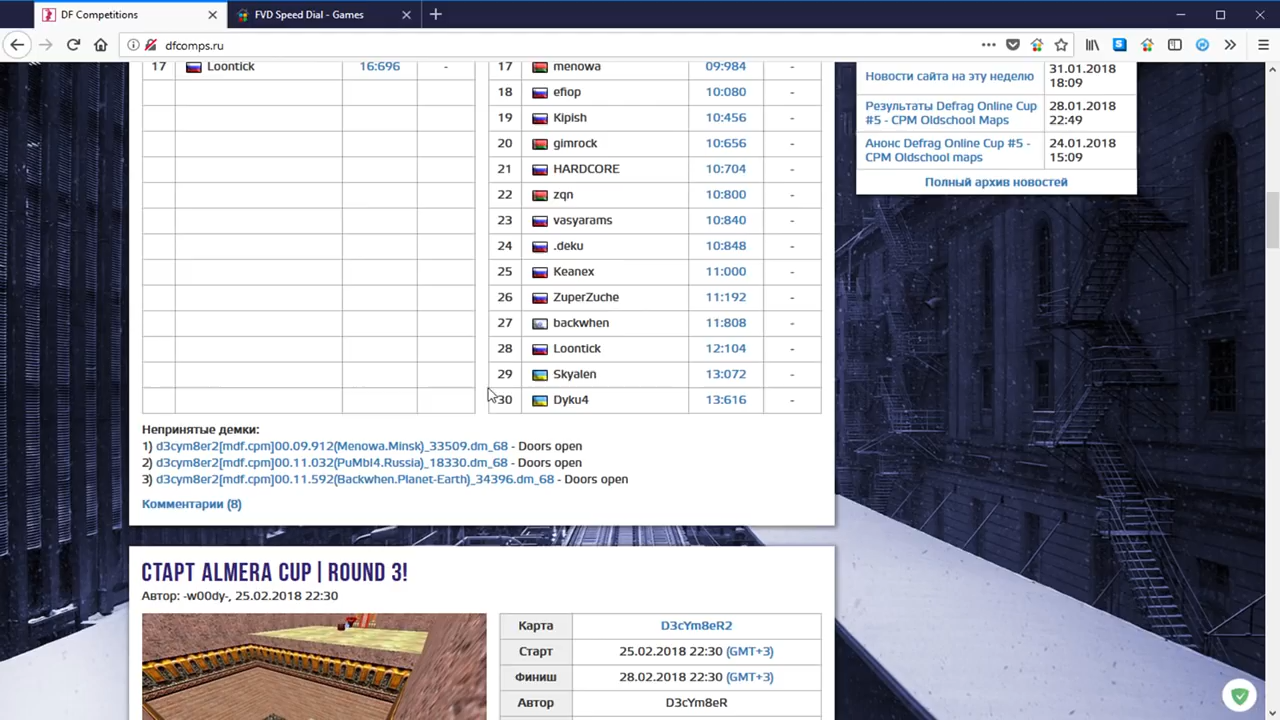 DF Competitions
FVD Speed Dial - Games
dfcomps.ru
17 Loontick 16:696 -
17 menowa 09:984 -
18 efiop 10:080 -
19 Kipish 10:456 -
20 gimrock 10:656 -
21 HARDCORE 10:704 -
22 zqn 10:800 -
23 vasyarams 10:840 -
24 .deku 10:848 -
25 Keanex 11:000 -
26 ZuperZuche 11:192 -
27 backwhen 11:808 -
28 Loontick 12:104 -
29 Skyalen 13:072 -
30 Dyku4 13:616 -
Непринятые демки:
1) d3cym8er2[mdf.cpm]00.09.912(Menowa.Minsk)_33509.dm_68 - Doors open
2) d3cym8er2[mdf.cpm]00.11.032(PuMbI4.Russia)_18330.dm_68 - Doors open
3) d3cym8er2[mdf.cpm]00.11.592(Backwhen.Planet-Earth)_34396.dm_68 - Doors open
Комментарии (8)
СТАРТ ALMERA CUP | ROUND 3!
Автор: -w00dy-, 25.02.2018 22:30
Карта D3cYm8eR2
Старт 25.02.2018 22:30 (GMT+3)
Финиш 28.02.2018 22:30 (GMT+3)
Автор D3cYm8eR
Новости сайта на эту неделю
31.01.2018
18:09
Результаты Defrag Online Cup
#5 - CPM Oldschool Maps
28.01.2018
22:49
Анонс Defrag Online Cup #5 -
CPM Oldschool maps
24.01.2018
15:09
Полный архив новостей